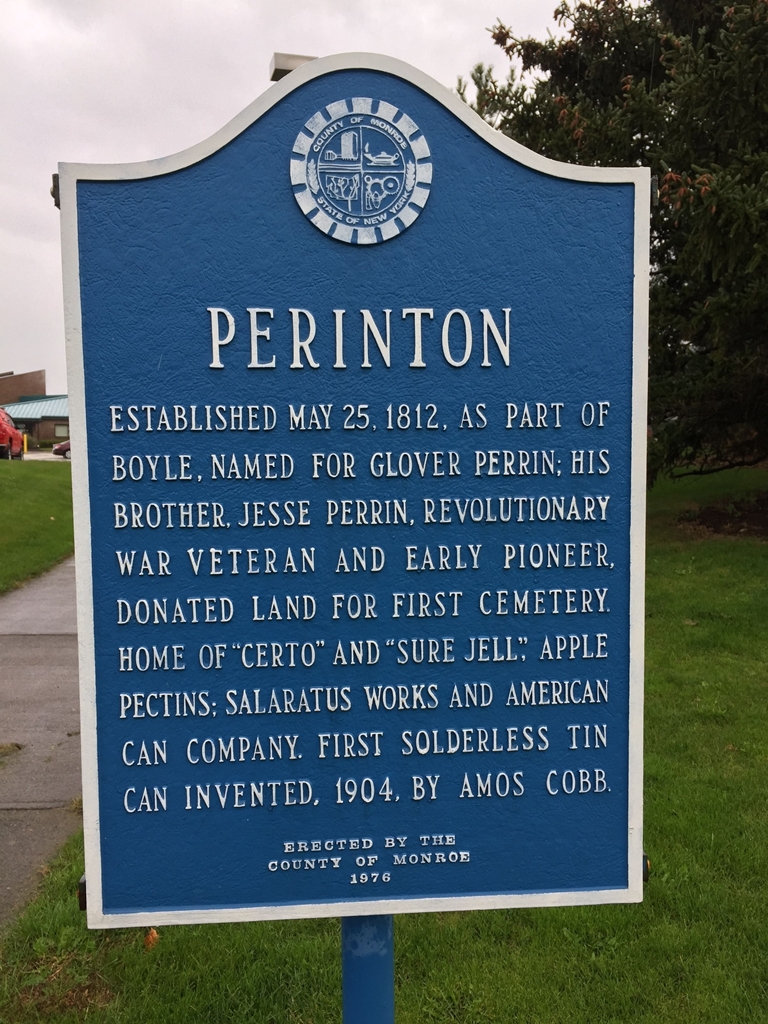 COUNTY OF MONROE
STATE OF NEW YORK
PERINTON
ESTABLISHED MAY 25, 1812, AS PART OF
BOYLE, NAMED FOR GLOVER PERRIN; HIS
BROTHER, JESSE PERRIN, REVOLUTIONARY
WAR VETERAN AND EARLY PIONEER,
DONATED LAND FOR FIRST CEMETERY.
HOME OF "CERTO" AND "SURE JELL", APPLE
PECTINS; SALARATUS WORKS AND AMERICAN
CAN COMPANY. FIRST SOLDERLESS TIN
CAN INVENTED, 1904, BY AMOS COBB.
ERECTED BY THE
COUNTY OF MONROE
1976